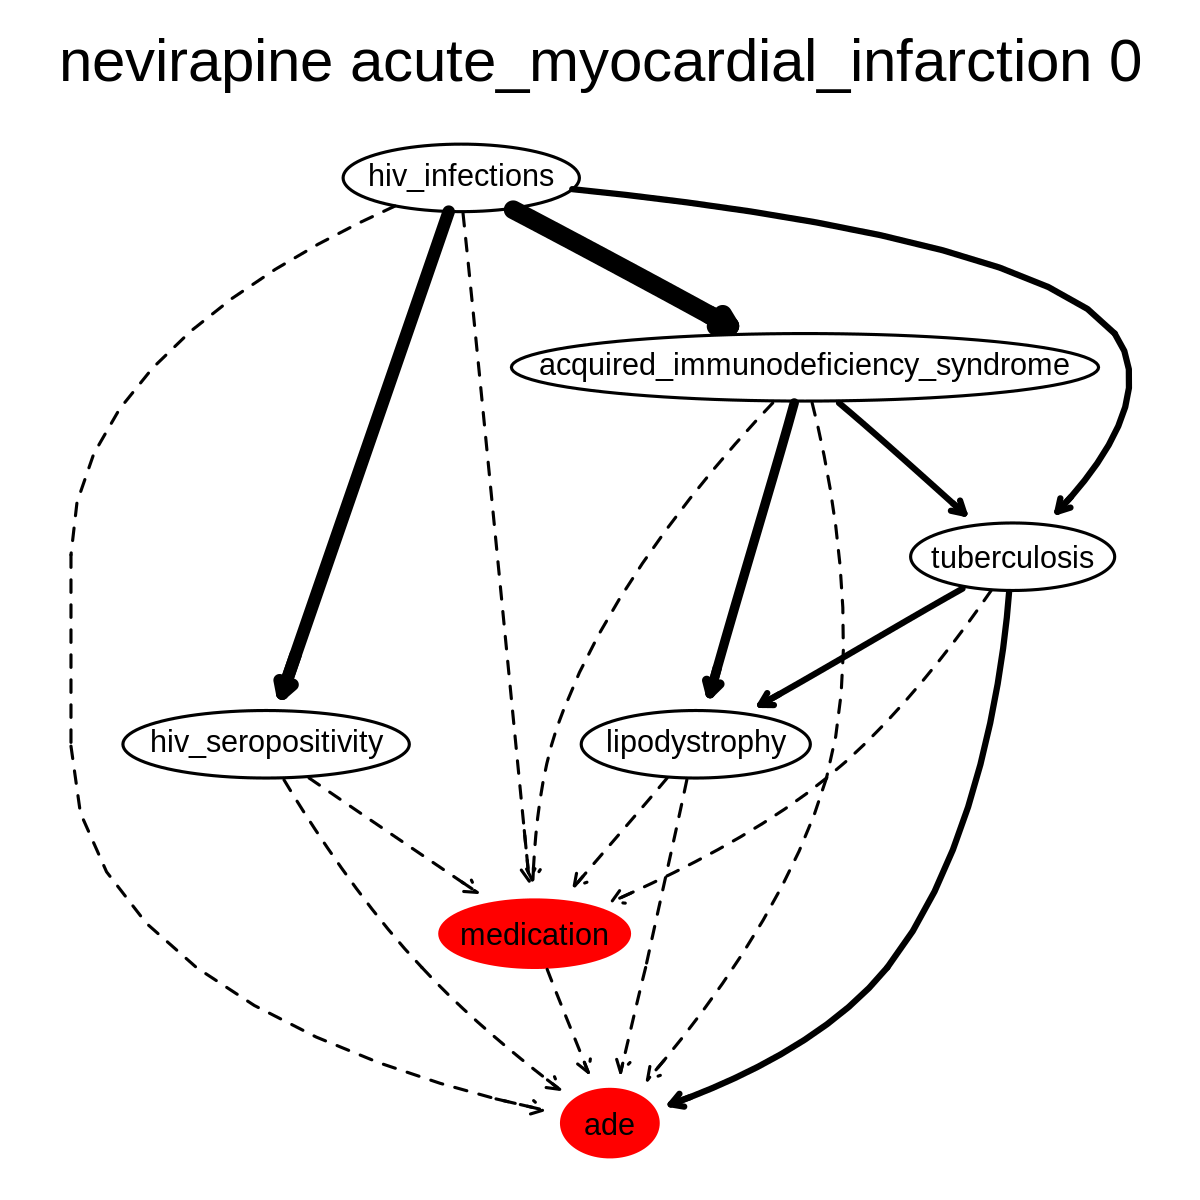 nevirapine acute_myocardial_infarction 0
hiv_infections
acquired_immunodeficiency_syndrome
tuberculosis
hiv_seropositivity
lipodystrophy
medication
ade